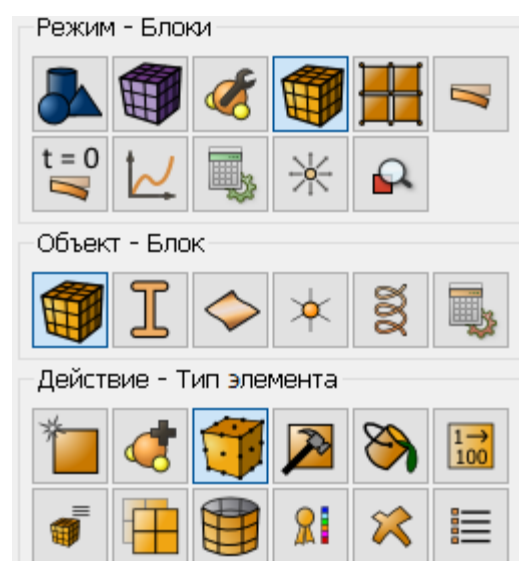 Режим - Блоки
t = 0
Объект - Блок
Действие - Тип элемента
1→
100